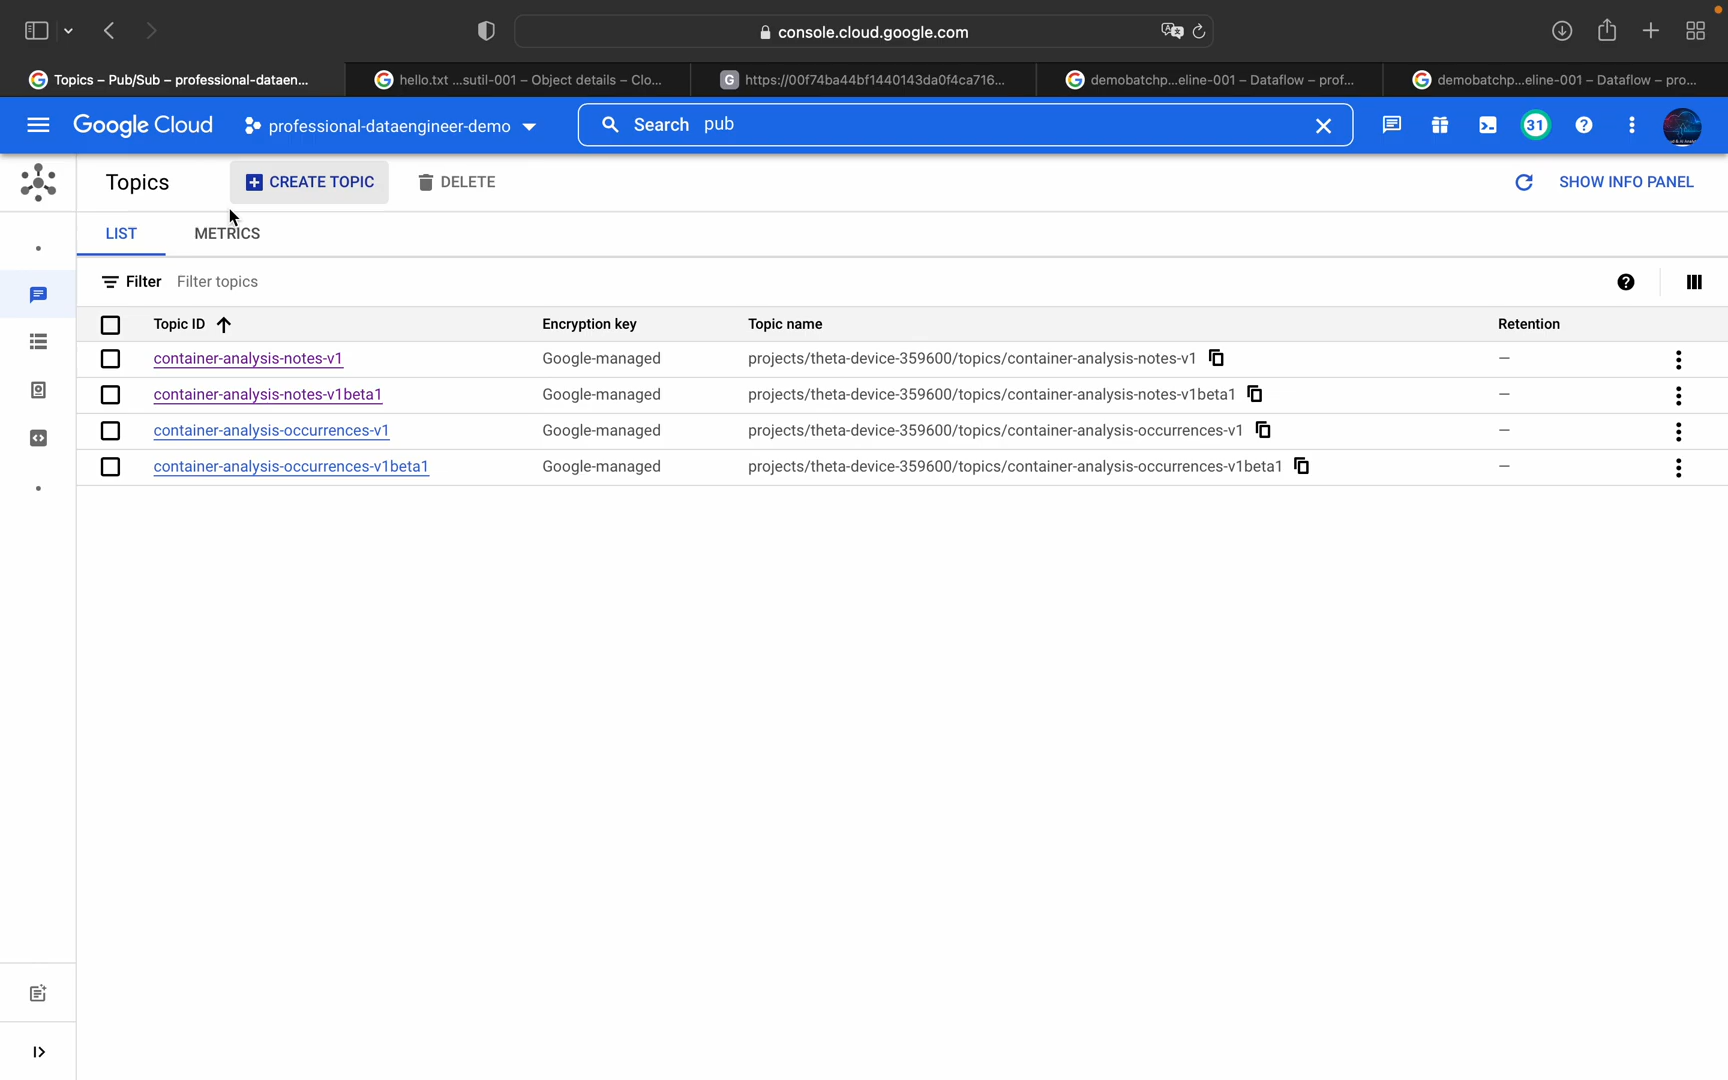 console.cloud.google.com
Topics – Pub/Sub – professional-dataen...
hello.txt ...sutil-001 – Object details – Clo...
G https://00f74ba44bf1440143da0f4ca716...
demobatchp...eline-001 – Dataflow – prof...
demobatchp...eline-001 – Dataflow – pro...
Google Cloud
professional-dataengineer-demo
Search pub
31
Topics
CREATE TOPIC
DELETE
SHOW INFO PANEL
LIST
METRICS
Filter Filter topics
Topic ID Encryption key Topic name Retention
container-analysis-notes-v1 Google-managed projects/theta-device-359600/topics/container-analysis-notes-v1 —
container-analysis-notes-v1beta1 Google-managed projects/theta-device-359600/topics/container-analysis-notes-v1beta1 —
container-analysis-occurrences-v1 Google-managed projects/theta-device-359600/topics/container-analysis-occurrences-v1 —
container-analysis-occurrences-v1beta1 Google-managed projects/theta-device-359600/topics/container-analysis-occurrences-v1beta1 —